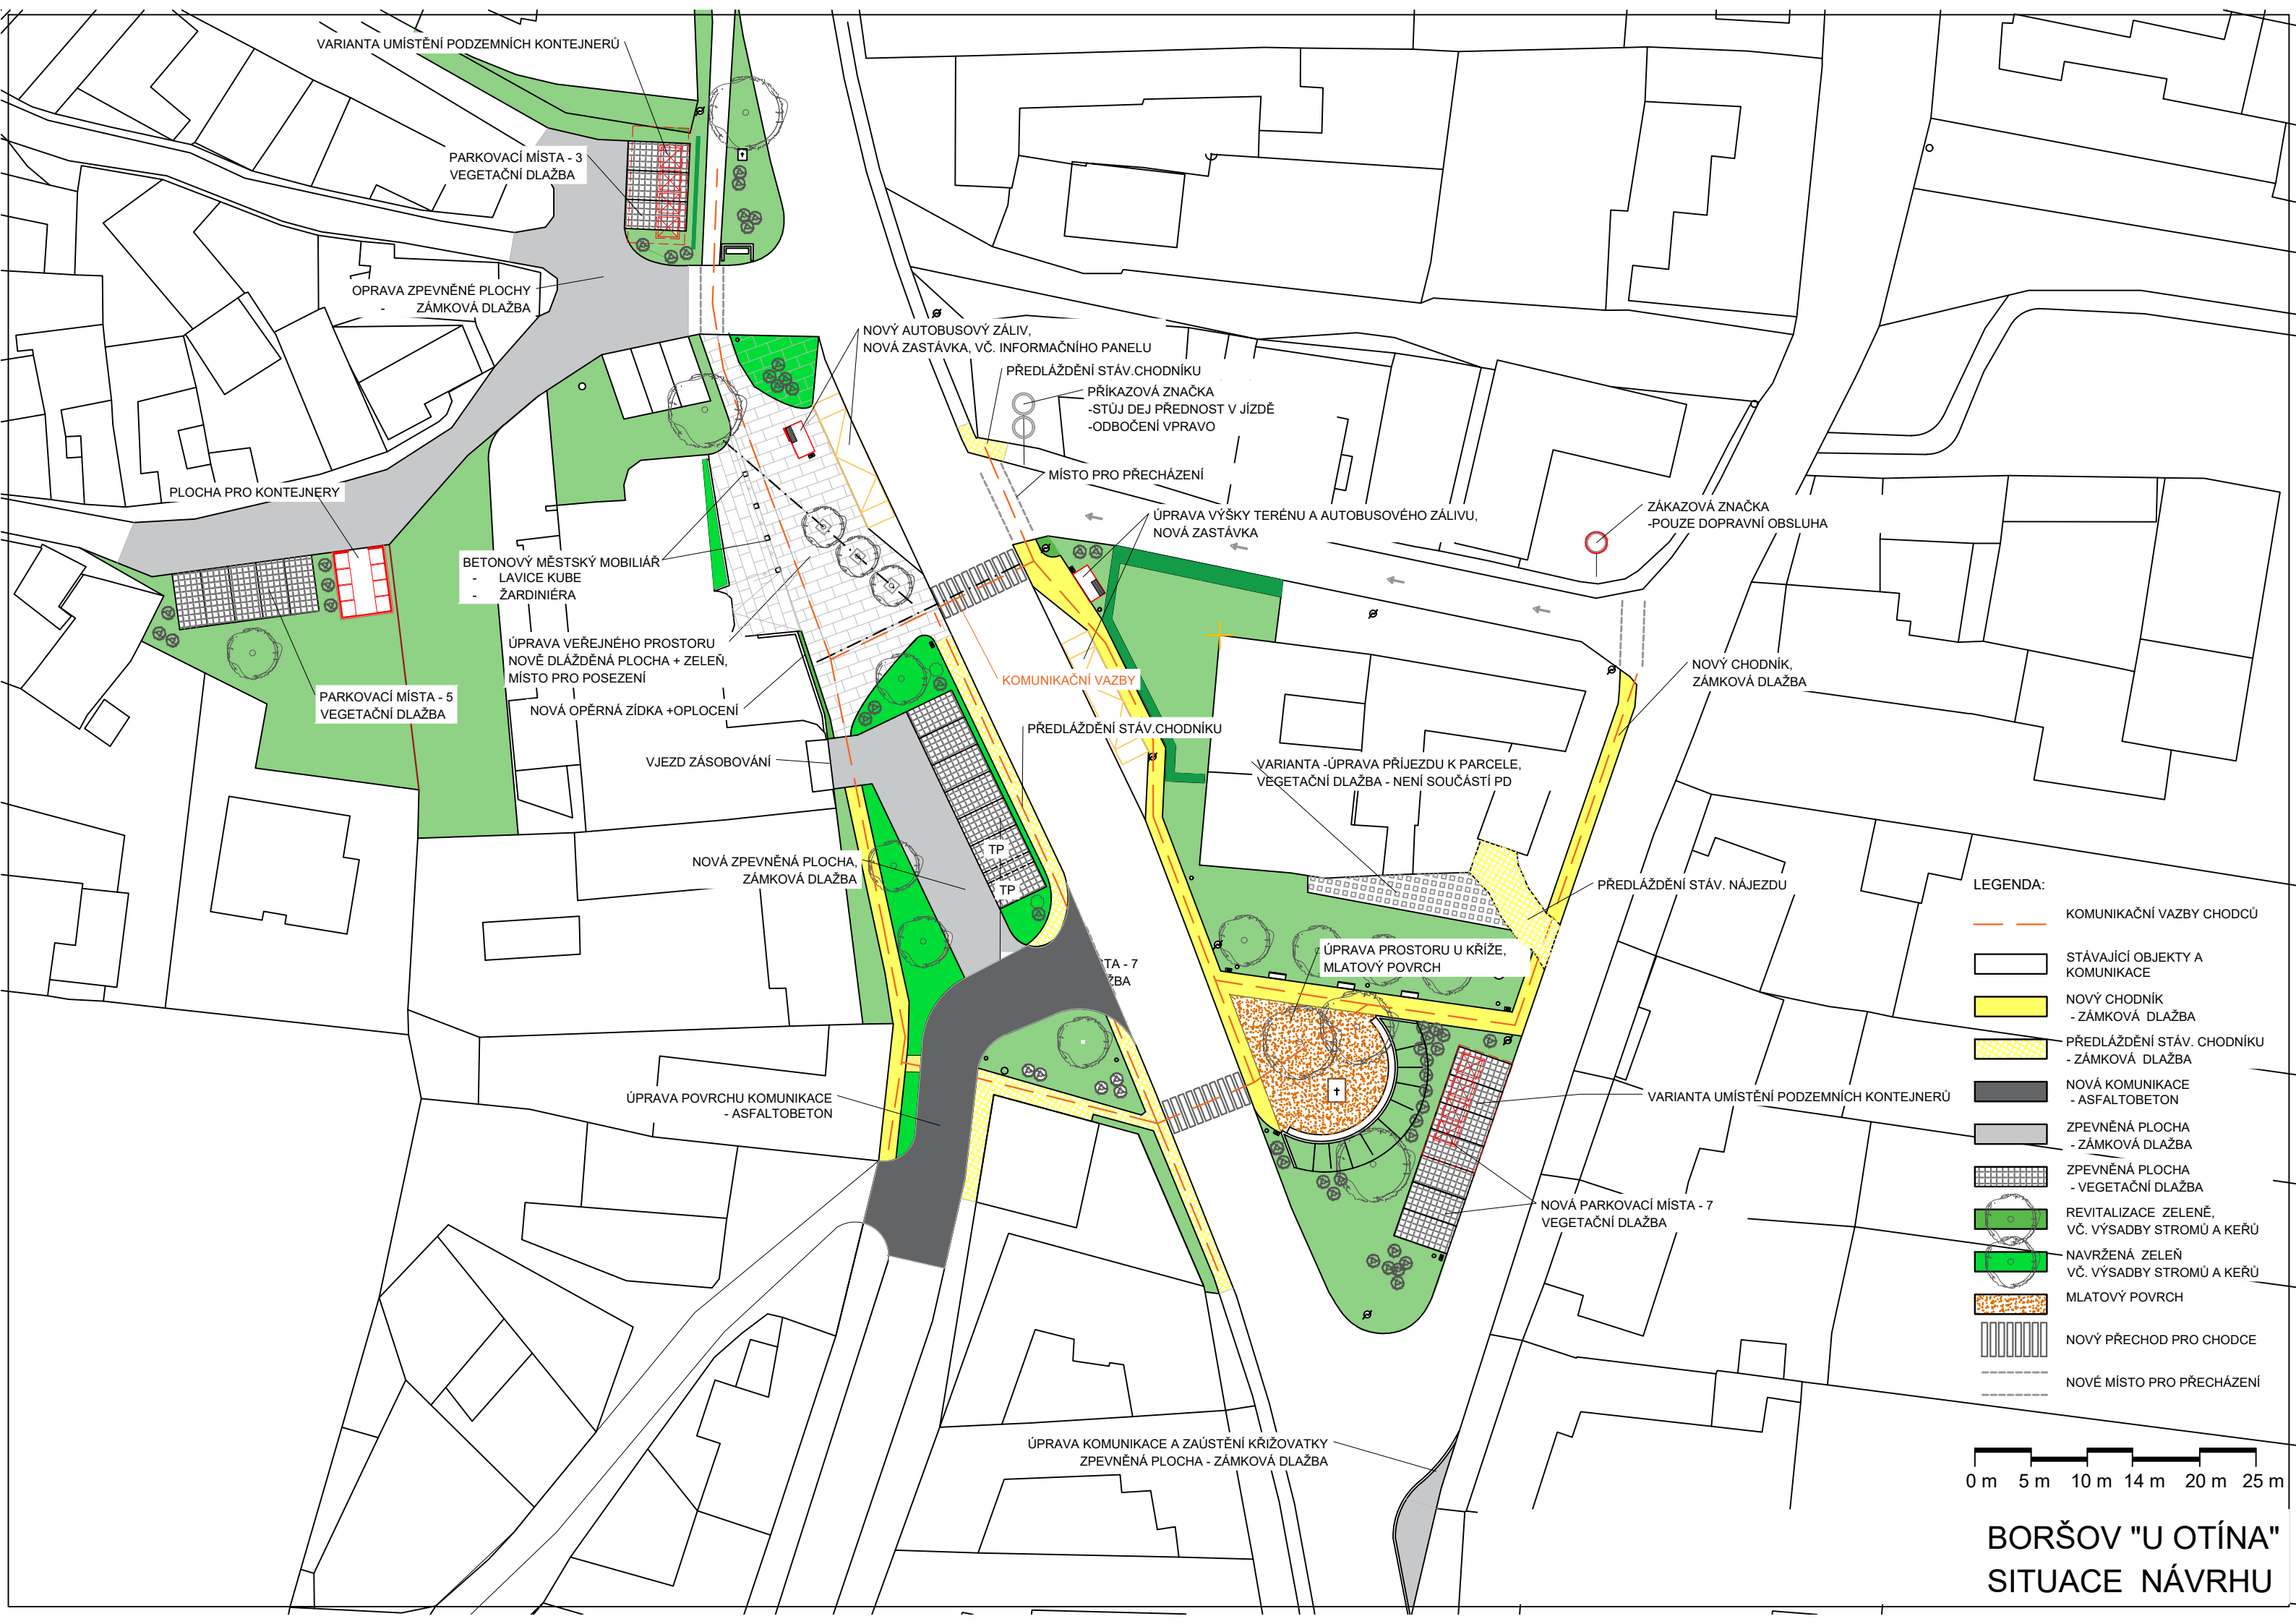 VARIANTA UMÍSTĚNÍ PODZEMNÍCH KONTEJNERŮ
PARKOVACÍ MÍSTA - 3
VEGETAČNÍ DLAŽBA
OPRAVA ZPEVNĚNÉ PLOCHY
- ZÁMKOVÁ DLAŽBA
NOVÝ AUTOBUSOVÝ ZÁLIV,
NOVÁ ZASTÁVKA, VČ. INFORMAČNÍHO PANELU
PŘEDLÁŽDĚNÍ STÁV.CHODNÍKU
PŘÍKAZOVÁ ZNAČKA
-STŮJ DEJ PŘEDNOST V JÍZDĚ
-ODBOČENÍ VPRAVO
MÍSTO PRO PŘECHÁZENÍ
PLOCHA PRO KONTEJNERY
ÚPRAVA VÝŠKY TERÉNU A AUTOBUSOVÉHO ZÁLIVU,
NOVÁ ZASTÁVKA
ZÁKAZOVÁ ZNAČKA
-POUZE DOPRAVNÍ OBSLUHA
BETONOVÝ MĚSTSKÝ MOBILIÁŘ
- LAVICE KUBE
- ŽARDINIÉRA
ÚPRAVA VEŘEJNÉHO PROSTORU
NOVĚ DLÁŽDĚNÁ PLOCHA + ZELEŇ,
MÍSTO PRO POSEZENÍ
KOMUNIKAČNÍ VAZBY
NOVÝ CHODNÍK,
ZÁMKOVÁ DLAŽBA
PARKOVACÍ MÍSTA - 5
VEGETAČNÍ DLAŽBA
NOVÁ OPĚRNÁ ZÍDKA +OPLOCENÍ
PŘEDLÁŽDĚNÍ STÁV.CHODNÍKU
VJEZD ZÁSOBOVÁNÍ
VARIANTA -ÚPRAVA PŘÍJEZDU K PARCELE,
VEGETAČNÍ DLAŽBA - NENÍ SOUČÁSTÍ PD
TP
TP
NOVÁ ZPEVNĚNÁ PLOCHA,
ZÁMKOVÁ DLAŽBA
PŘEDLÁŽDĚNÍ STÁV. NÁJEZDU
ÚPRAVA PROSTORU U KŘÍŽE,
MLATOVÝ POVRCH
STA - 7
ŽBA
ÚPRAVA POVRCHU KOMUNIKACE
- ASFALTOBETON
VARIANTA UMÍSTĚNÍ PODZEMNÍCH KONTEJNERŮ
NOVÁ PARKOVACÍ MÍSTA - 7
VEGETAČNÍ DLAŽBA
ÚPRAVA KOMUNIKACE A ZAÚSTĚNÍ KŘIŽOVATKY
ZPEVNĚNÁ PLOCHA - ZÁMKOVÁ DLAŽBA
LEGENDA:
KOMUNIKAČNÍ VAZBY CHODCŮ
STÁVAJÍCÍ OBJEKTY A
KOMUNIKACE
NOVÝ CHODNÍK
- ZÁMKOVÁ DLAŽBA
PŘEDLÁŽDĚNÍ STÁV. CHODNÍKU
- ZÁMKOVÁ DLAŽBA
NOVÁ KOMUNIKACE
- ASFALTOBETON
ZPEVNĚNÁ PLOCHA
- ZÁMKOVÁ DLAŽBA
ZPEVNĚNÁ PLOCHA
- VEGETAČNÍ DLAŽBA
REVITALIZACE ZELENĚ,
VČ. VÝSADBY STROMŮ A KEŘŮ
NAVRŽENÁ ZELEŇ
VČ. VÝSADBY STROMŮ A KEŘŮ
MLATOVÝ POVRCH
NOVÝ PŘECHOD PRO CHODCE
NOVÉ MÍSTO PRO PŘECHÁZENÍ
0 m 5 m 10 m 14 m 20 m 25 m
BORŠOV "U OTÍNA"
SITUACE NÁVRHU